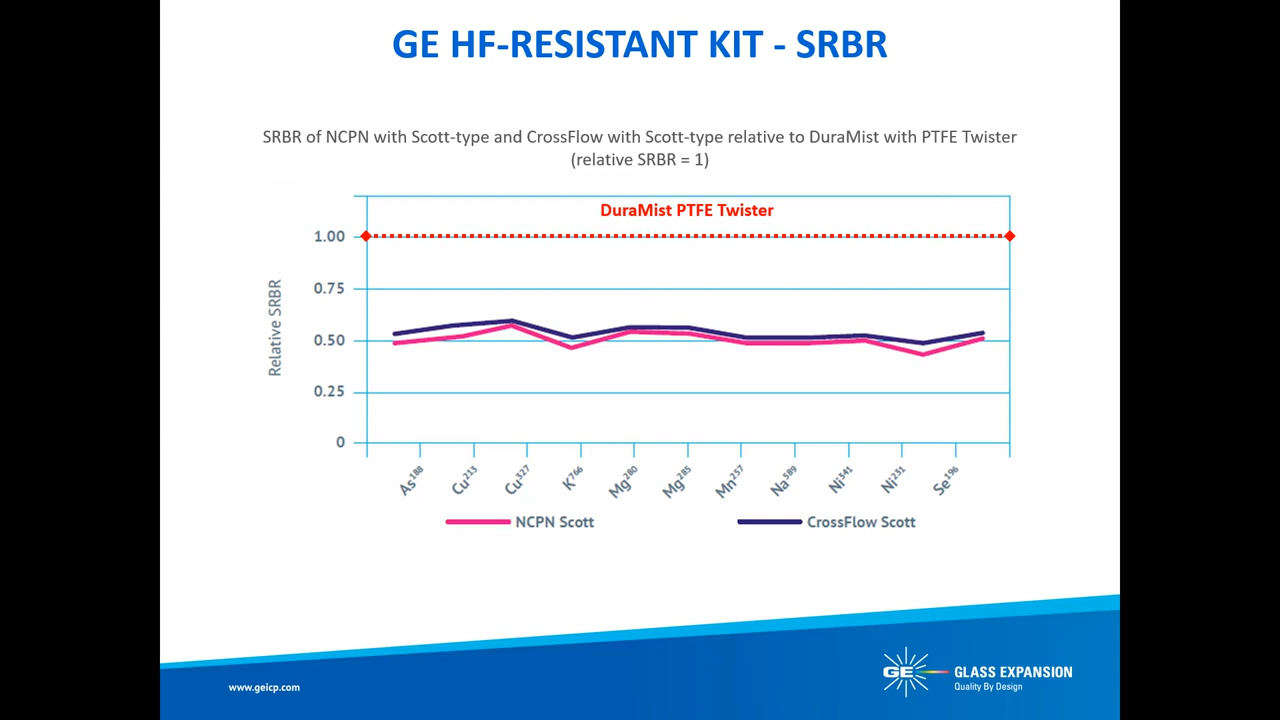 GE HF-RESISTANT KIT - SRBR
SRBR of NCPN with Scott-type and CrossFlow with Scott-type relative to DuraMist with PTFE Twister
(relative SRBR = 1)
DuraMist PTFE Twister
1.00
0.75
0.50
0.25
0
Relative SRBR
As¹⁸⁸
Cu²¹³
Cu³²⁷
K⁷⁶⁶
Mg²⁸⁰
Mg²⁸⁵
Mn²⁵⁷
Na⁵⁸⁹
Ni³⁴¹
Ni²³¹
Se¹⁹⁶
NCPN Scott
CrossFlow Scott
www.geicp.com
GE
GLASS EXPANSION
Quality By Design